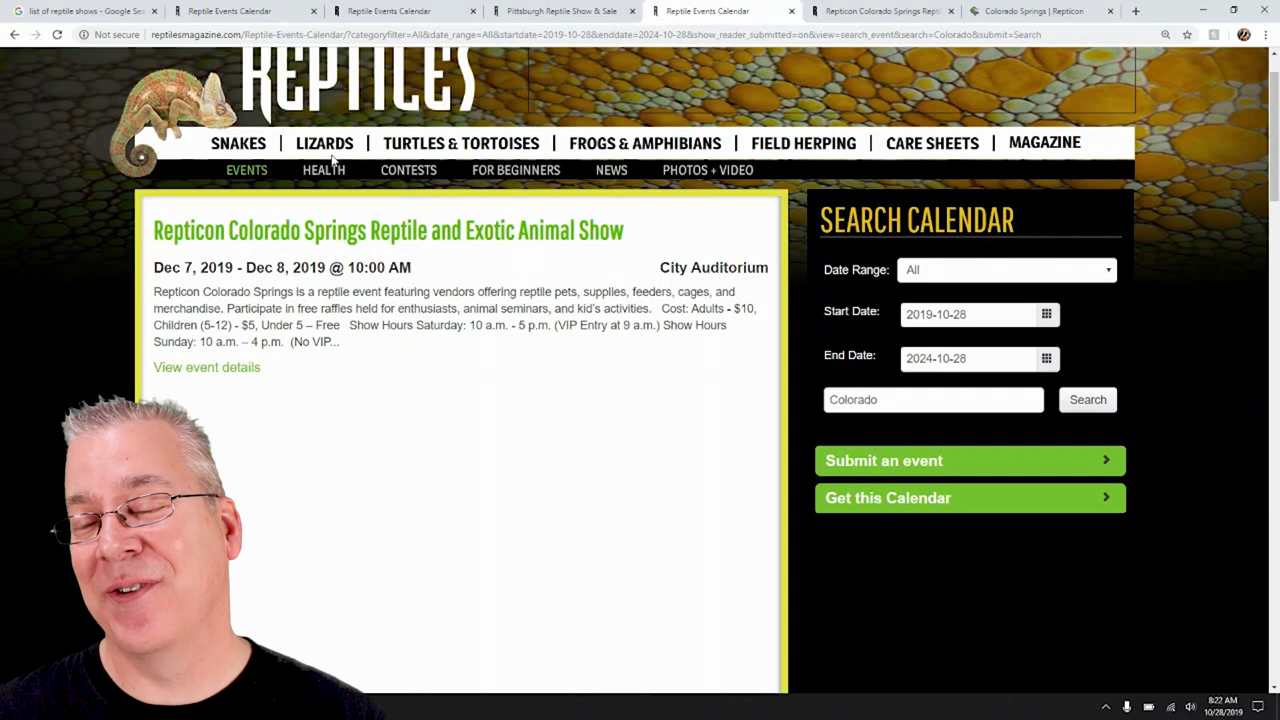 list of reptile shows - Google Sea
Reptile Events Calendar
Reptile Events Calendar
Pittsburgh Reptile Show & Sale
Reptile Events Calendar
Repticon Colorado Springs Repti
Colorado Springs | Repticon
Not secure
reptilesmagazine.com/Reptile-Events-Calendar/?categoryfilter=All&date_range=All&startdate=2019-10-28&enddate=2024-10-28&show_reader_submitted=on&view=search_event&search=Colorado&submit=Search
REPTILES
SNAKES | LIZARDS | TURTLES & TORTOISES | FROGS & AMPHIBIANS | FIELD HERPING | CARE SHEETS | MAGAZINE
EVENTS HEALTH CONTESTS FOR BEGINNERS NEWS PHOTOS + VIDEO
Repticon Colorado Springs Reptile and Exotic Animal Show
Dec 7, 2019 - Dec 8, 2019 @ 10:00 AM City Auditorium
Repticon Colorado Springs is a reptile event featuring vendors offering reptile pets, supplies, feeders, cages, and
merchandise. Participate in free raffles held for enthusiasts, animal seminars, and kid's activities. Cost: Adults - $10,
Children (5-12) - $5, Under 5 – Free Show Hours Saturday: 10 a.m. - 5 p.m. (VIP Entry at 9 a.m.) Show Hours
Sunday: 10 a.m. – 4 p.m. (No VIP...
View event details
SEARCH CALENDAR
Date Range: All
Start Date: 2019-10-28
End Date: 2024-10-28
Colorado Search
Submit an event
Get this Calendar
8:22 AM
10/28/2019